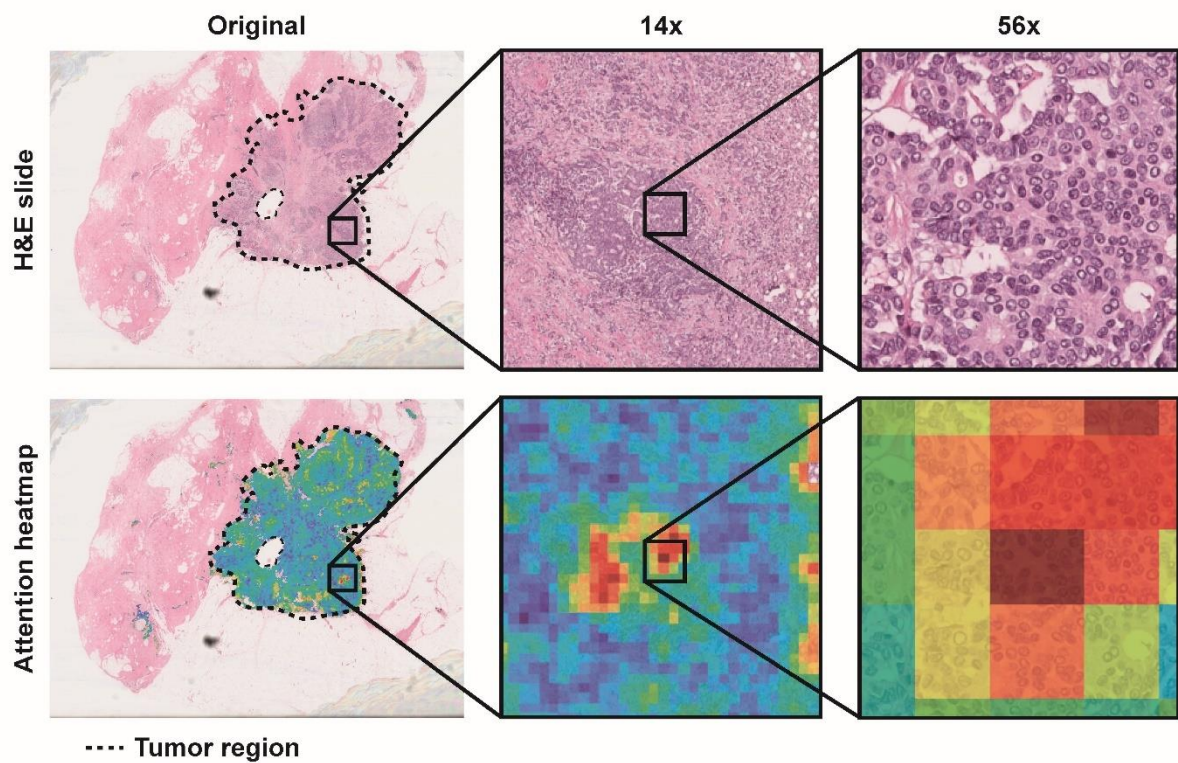 Original
14x
56x
H&E slide
Attention heatmap
Tumor region